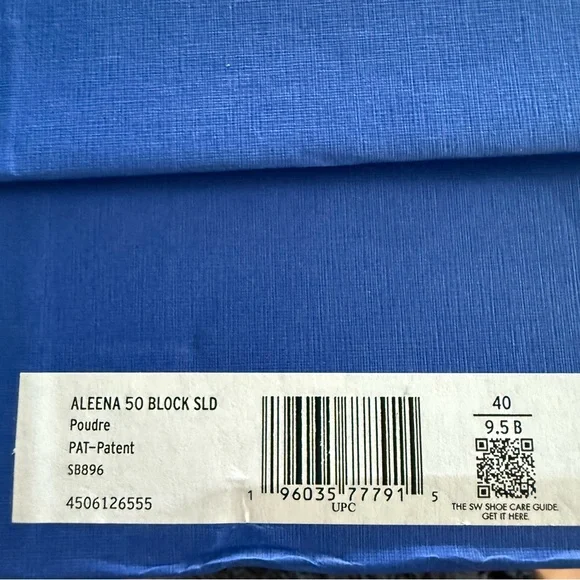 ALEENA 50 BLOCK SLD
Poudre
PAT-Patent
SB896
4506126555
1 96035 77791 5
UPC
40
9.5 B
THE SW SHOE CARE GUIDE.
GET IT HERE.